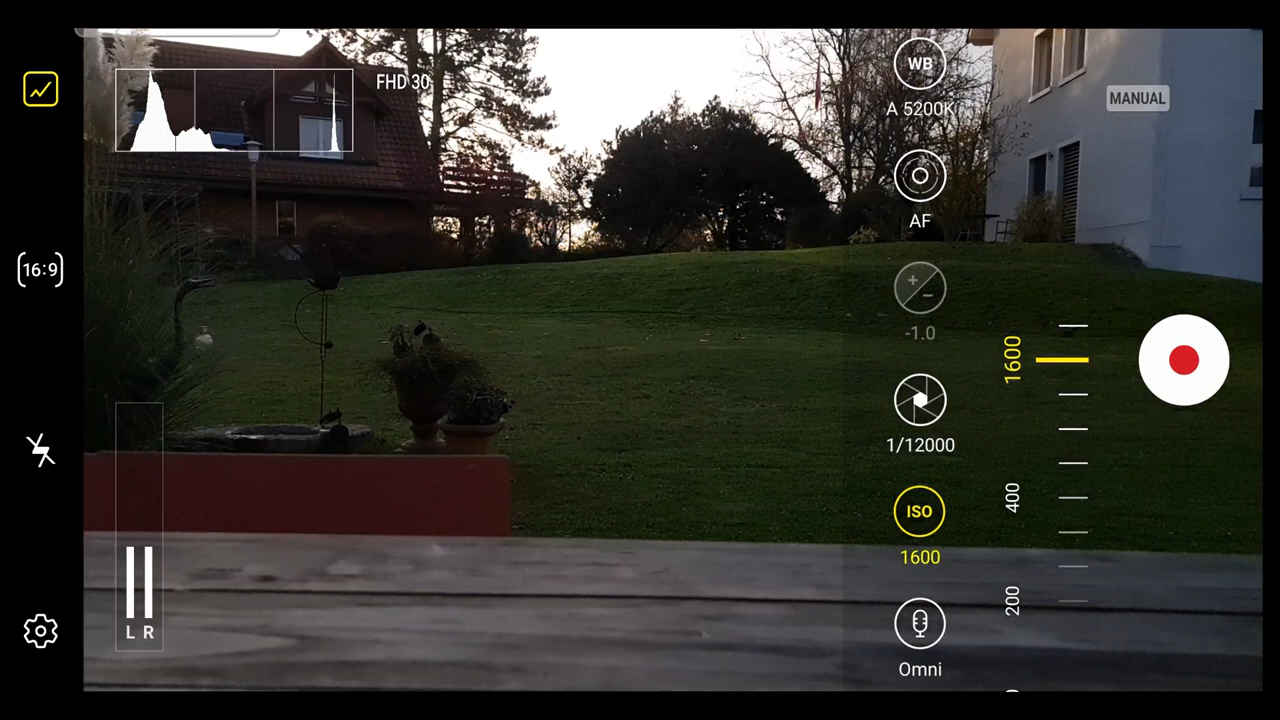 FHD 30
16:9
L R
WB
A 5200K
AF
-1.0
1/12000
ISO
1600
Omni
1600
400
200
MANUAL